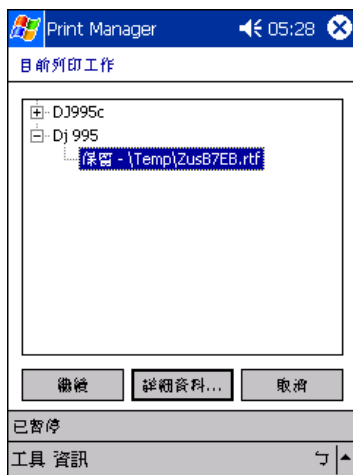 Print Manager 05:28
目前列印工作
DJ995c
Dj 995
保留 - \Temp\ZusB7EB.rtf
繼續 詳細資料... 取消
已暫停
工具 資訊 ㄅ